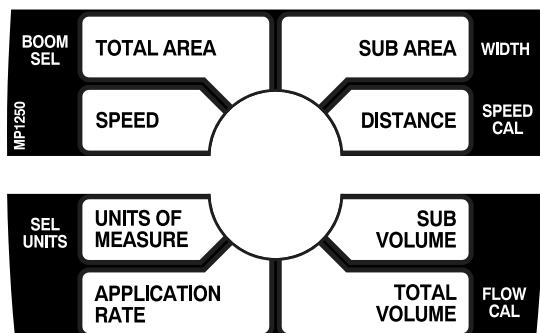 BOOM
SEL
TOTAL AREA
SUB AREA
WIDTH
MP1250
SPEED
DISTANCE
SPEED
CAL
SEL
UNITS
UNITS OF
MEASURE
SUB
VOLUME
APPLICATION
RATE
TOTAL
VOLUME
FLOW
CAL